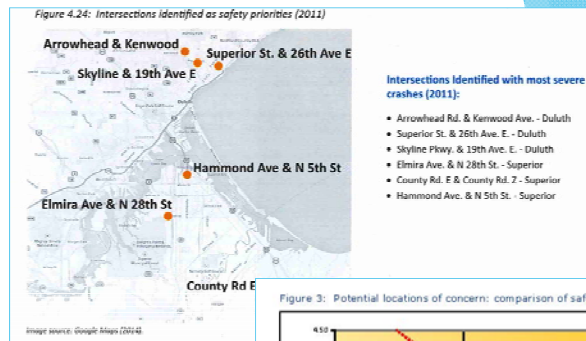 Figure 4.24: Intersections identified as safety priorities (2011)
Arrowhead & Kenwood
Superior St. & 26th Ave E
Skyline & 19th Ave E
Hammond Ave & N 5th St
Elmira Ave & N 28th St
County Rd E
Image source: Google Maps (2014).
Intersections Identified with most severe
crashes (2011):
• Arrowhead Rd. & Kenwood Ave. - Duluth
• Superior St. & 26th Ave. E. - Duluth
• Skyline Pkwy. & 19th Ave. E. - Duluth
• Elmira Ave. & N 28th St. - Superior
• County Rd. E & County Rd. Z - Superior
• Hammond Ave. & N 5th St. - Superior
Figure 3: Potential locations of concern: comparison of saf
4.50